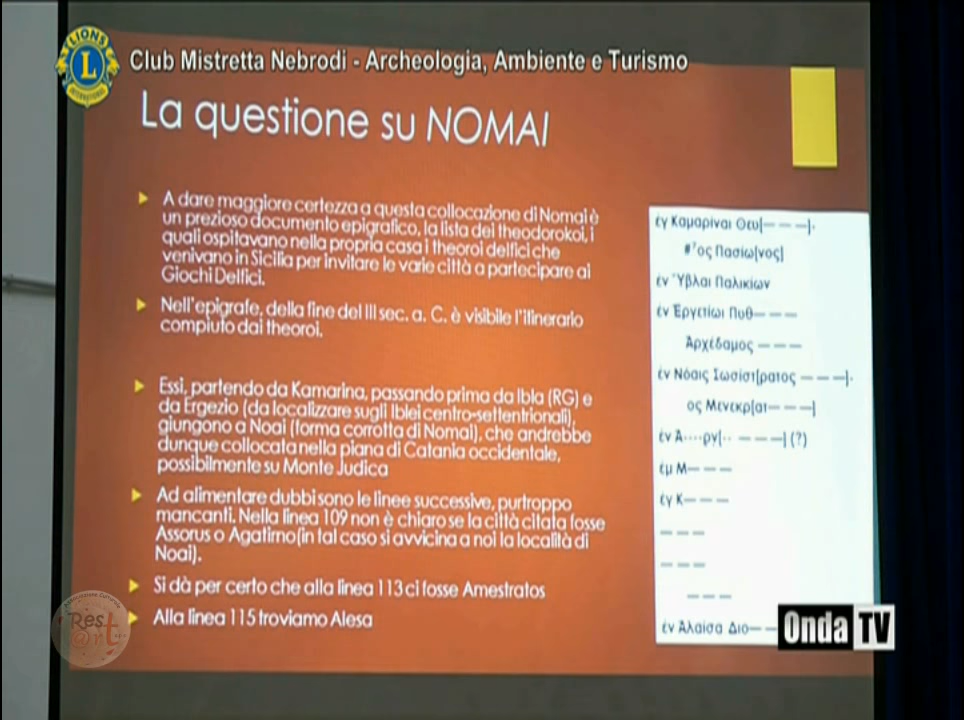 LIONS
L
INTERNATIONAL
Club Mistretta Nebrodi - Archeologia, Ambiente e Turismo
La questione su NOMAI
A dare maggiore certezza a questa collocazione di Nomai è
un prezioso documento epigrafico, la lista dei theodorokoi, i
quali ospitavano nella propria casa i theoroi delfici che
venivano in Sicilia per invitare le varie città a partecipare ai
Giochi Delfici.
Nell'epigrafe, della fine del III sec. a. C. è visibile l'itinerario
compiuto dai theoroi.
Essi, partendo da Kamarina, passando prima da Ibla (RG) e
da Ergezio (da localizzare sugli Iblei centro-settentrionali),
giungono a Noai (forma corrotta di Nomai), che andrebbe
dunque collocata nella piana di Catania occidentale,
possibilmente su Monte Judica
Ad alimentare dubbi sono le linee successive, purtroppo
mancanti. Nella linea 109 non è chiaro se la città citata fosse
Assorus o Agatirno(in tal caso si avvicina a noi la località di
Noai).
Si dà per certo che alla linea 113 ci fosse Amestratos
Alla linea 115 troviamo Alesa
ἐγ Καμαρίναι Θευ[— — —].
#⁷ος Πασίω[νος]
ἐν Ὕβλαι Παλικίων
ἐν Ἐργετίωι Πυθ— — —
Ἀρχέδαμος — — —
ἐν Νόαις Σωσίστ[ρατος — — —]·
ος Μενεκρ[ατ— — —]
ἐν Ἀ····ργ[·· — — —] (?)
ἐμ Μ— — —
ἐγ Κ— — —
— — —
— — —
— — —
ἐν Ἀλαίσα Διο— —
Res
@rt
Onda TV